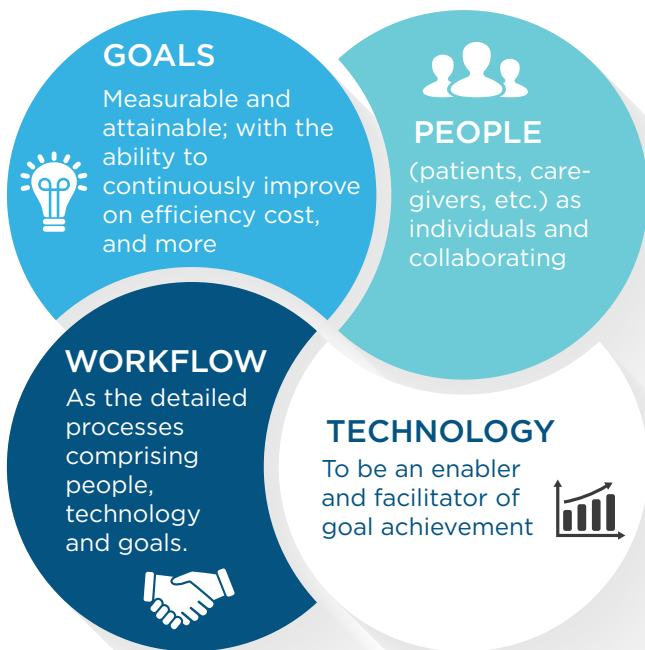 GOALS
Measurable and
attainable; with the
ability to
continuously improve
on efficiency cost,
and more
PEOPLE
(patients, care-
givers, etc.) as
individuals and
collaborating
WORKFLOW
As the detailed
processes
comprising
people,
technology
and goals.
TECHNOLOGY
To be an enabler
and facilitator of
goal achievement